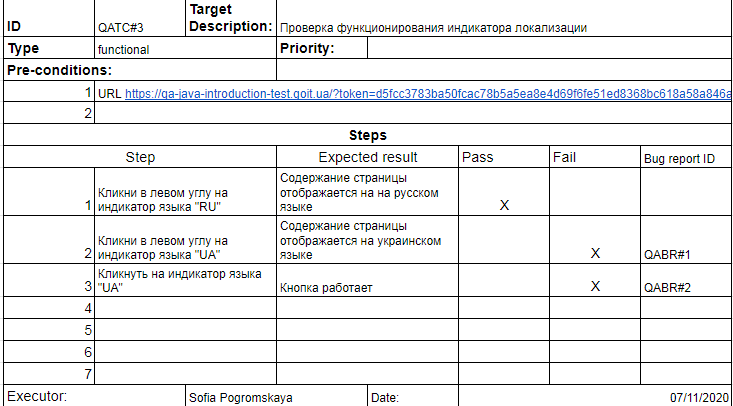 ID QATC#3 Target Description: Проверка функционирования индикатора локализации
Type functional Priority:
Pre-conditions:
1 URL https://qa-java-introduction-test.goit.ua/?token=d5fcc3783ba50fcac78b5a5ea8e4d69f6fe51ed8368bc618a58a846a
2
Steps
Step Expected result Pass Fail Bug report ID
1 Кликни в левом углу на индикатор языка "RU" Содержание страницы отображается на на русском языке X
2 Кликни в левом углу на индикатор языка "UA" Содержание страницы отображается на украинском языке X QABR#1
3 Кликнуть на индикатор языка "UA" Кнопка работает X QABR#2
4
5
6
7
Executor: Sofia Pogromskaya Date: 07/11/2020